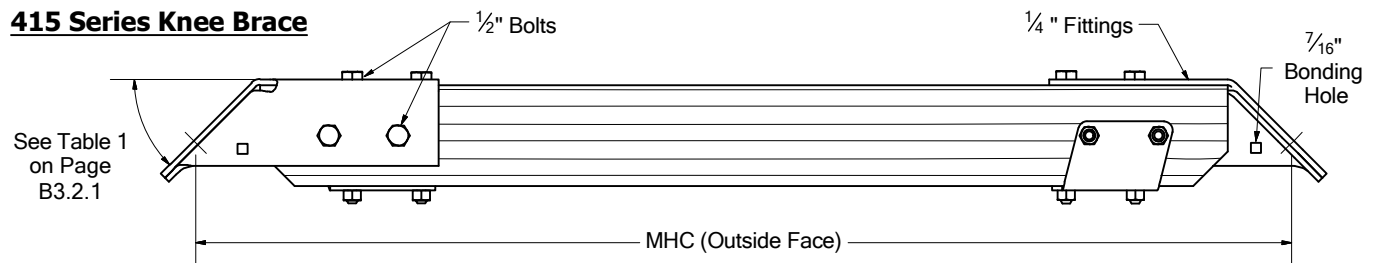 415 Series Knee Brace
½" Bolts
¼ " Fittings
7⁄16"
Bonding
Hole
See Table 1
on Page
B3.2.1
MHC (Outside Face)